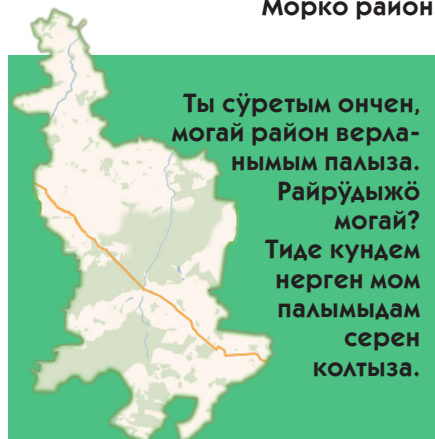 Морко район
Ты сӱретым ончен,
могай район верла-
нымым палыза.
Райрӱдыжӧ
могай?
Тиде кундем
нерген мом
палымыдам
серен
колтыза.